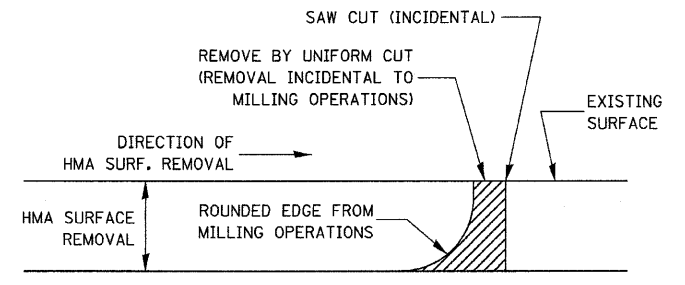 SAW CUT (INCIDENTAL)
REMOVE BY UNIFORM CUT
(REMOVAL INCIDENTAL TO
MILLING OPERATIONS)
EXISTING
SURFACE
DIRECTION OF
HMA SURF. REMOVAL
HMA SURFACE
REMOVAL
ROUNDED EDGE FROM
MILLING OPERATIONS